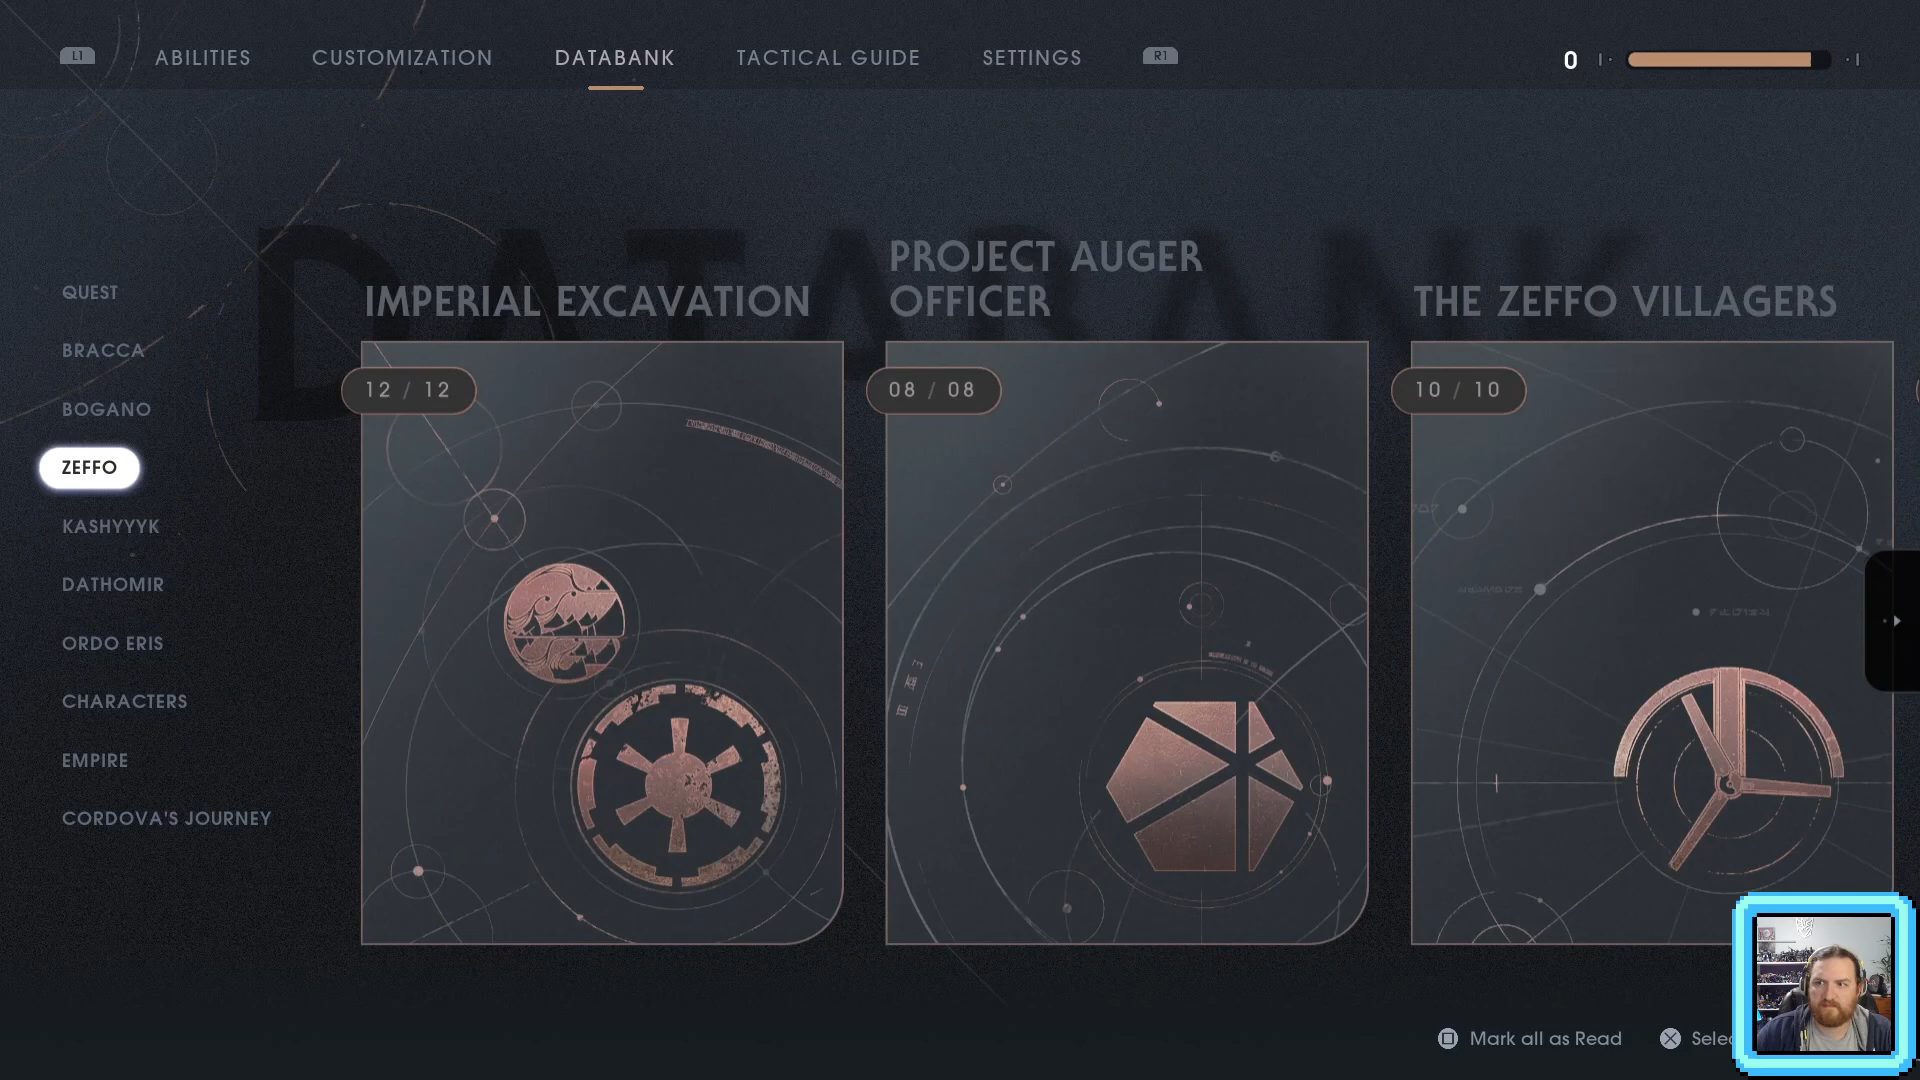 L1
ABILITIES
CUSTOMIZATION
DATABANK
TACTICAL GUIDE
SETTINGS
R1
0
DATABANK
QUEST
BRACCA
BOGANO
ZEFFO
KASHYYYK
DATHOMIR
ORDO ERIS
CHARACTERS
EMPIRE
CORDOVA'S JOURNEY
IMPERIAL EXCAVATION
12 / 12
PROJECT AUGER
OFFICER
08 / 08
THE ZEFFO VILLAGERS
10 / 10
Mark all as Read